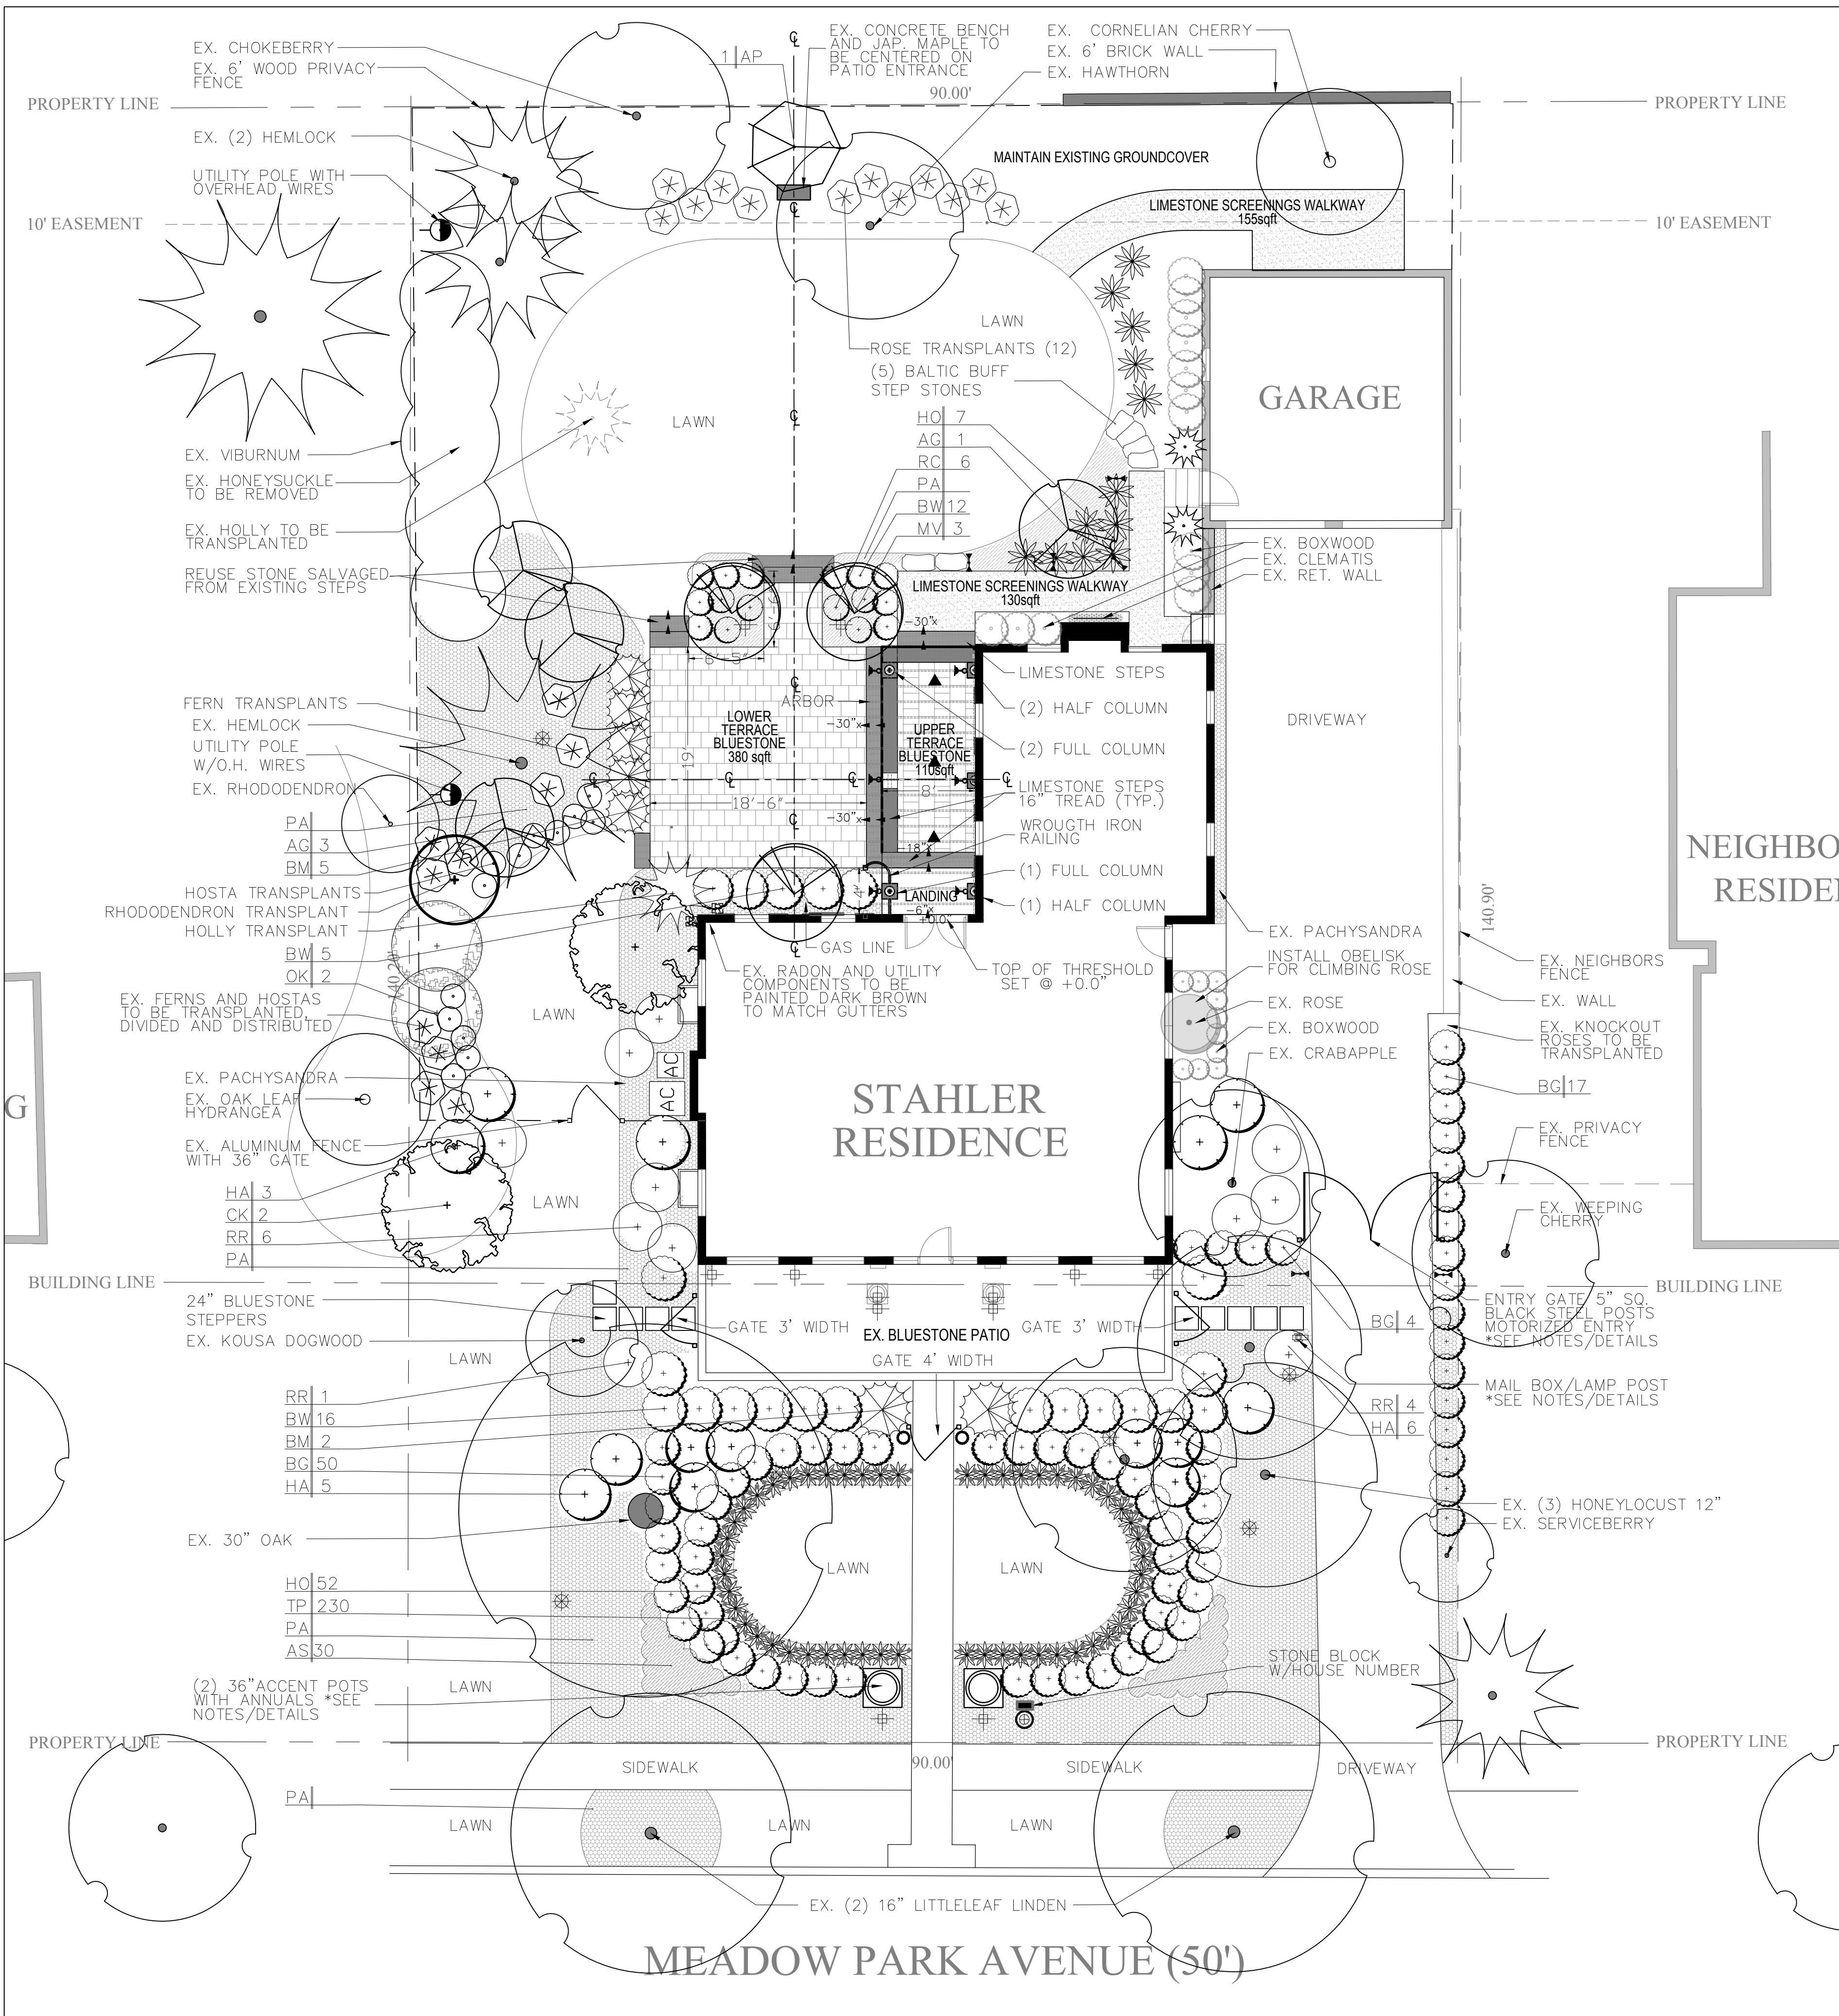 EX. CHOKEBERRY
EX. 6' WOOD PRIVACY
FENCE
1 AP
EX. CONCRETE BENCH
AND JAP. MAPLE TO
BE CENTERED ON
PATIO ENTRANCE
EX. CORNELIAN CHERRY
EX. 6' BRICK WALL
EX. HAWTHORN
90.00'
PROPERTY LINE
PROPERTY LINE
EX. (2) HEMLOCK
MAINTAIN EXISTING GROUNDCOVER
UTILITY POLE WITH
OVERHEAD WIRES
LIMESTONE SCREENINGS WALKWAY
155sqft
10' EASEMENT
10' EASEMENT
LAWN
ROSE TRANSPLANTS (12)
(5) BALTIC BUFF
STEP STONES
GARAGE
LAWN
HO 7
AG 1
RC 6
PA
BW 12
MV 3
EX. VIBURNUM
EX. HONEYSUCKLE
TO BE REMOVED
EX. HOLLY TO BE
TRANSPLANTED
REUSE STONE SALVAGED
FROM EXISTING STEPS
EX. BOXWOOD
EX. CLEMATIS
EX. RET. WALL
LIMESTONE SCREENINGS WALKWAY
130sqft
-30"x
6'-5"
LIMESTONE STEPS
(2) HALF COLUMN
(2) FULL COLUMN
LIMESTONE STEPS
16" TREAD (TYP.)
WROUGTH IRON
RAILING
(1) FULL COLUMN
(1) HALF COLUMN
FERN TRANSPLANTS
EX. HEMLOCK
UTILITY POLE
W/O.H. WIRES
EX. RHODODENDRON
ARBOR
LOWER
TERRACE
BLUESTONE
380 sqft
-30"x
UPPER
TERRACE
BLUESTONE
110sqft
19'
18'-6"
8'
-30"x
-18"x
DRIVEWAY
PA
AG 3
BM 5
HOSTA TRANSPLANTS
RHODODENDRON TRANSPLANT
HOLLY TRANSPLANT
BW 5
OK 2
EX. FERNS AND HOSTAS
TO BE TRANSPLANTED,
DIVIDED AND DISTRIBUTED
140.20'
4'
LANDING
-6"x
+0.0"
GAS LINE
EX. RADON AND UTILITY
COMPONENTS TO BE
PAINTED DARK BROWN
TO MATCH GUTTERS
TOP OF THRESHOLD
SET @ +0.0"
EX. PACHYSANDRA
INSTALL OBELISK
FOR CLIMBING ROSE
EX. ROSE
EX. BOXWOOD
EX. CRABAPPLE
140.90'
NEIGHBO
RESIDE
EX. NEIGHBORS
FENCE
EX. WALL
EX. KNOCKOUT
ROSES TO BE
TRANSPLANTED
BG 17
EX. PRIVACY
FENCE
EX. WEEPING
CHERRY
LAWN
EX. PACHYSANDRA
EX. OAK LEAF
HYDRANGEA
AC
AC
STAHLER
RESIDENCE
G
EX. ALUMINUM FENCE
WITH 36" GATE
LAWN
HA 3
CK 2
RR 6
PA
BUILDING LINE
BUILDING LINE
24" BLUESTONE
STEPPERS
EX. KOUSA DOGWOOD
GATE 3' WIDTH
EX. BLUESTONE PATIO
GATE 3' WIDTH
GATE 4' WIDTH
BG 4
ENTRY GATE 5" SQ.
BLACK STEEL POSTS
MOTORIZED ENTRY
*SEE NOTES/DETAILS
LAWN
MAIL BOX/LAMP POST
*SEE NOTES/DETAILS
RR 4
HA 6
RR 1
BW 16
BM 2
BG 50
HA 5
EX. 30" OAK
EX. (3) HONEYLOCUST 12"
EX. SERVICEBERRY
LAWN
LAWN
HO 52
TP 230
PA
AS 30
(2) 36"ACCENT POTS
WITH ANNUALS *SEE
NOTES/DETAILS
LAWN
STONE BLOCK
W/HOUSE NUMBER
PROPERTY LINE
PROPERTY LINE
SIDEWALK
90.00'
SIDEWALK
DRIVEWAY
PA
LAWN
LAWN
LAWN
EX. (2) 16" LITTLELEAF LINDEN
MEADOW PARK AVENUE (50')